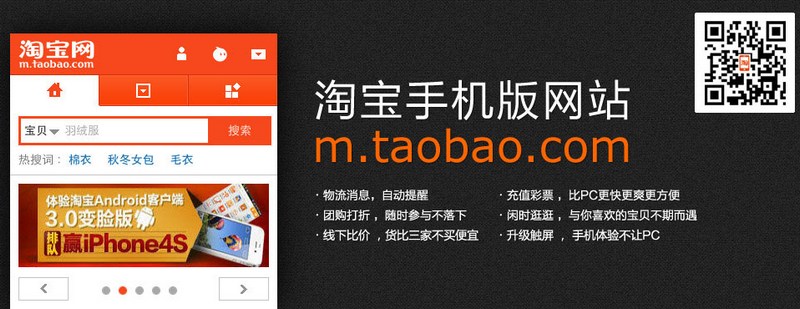 淘宝网
m.taobao.com
宝贝 羽绒服 搜索
热搜词： 棉衣 秋冬女包 毛衣
体验淘宝Android客户端
3.0变脸版
排队 赢iPhone4S
淘宝手机版网站
m.taobao.com
· 物流消息，自动提醒
· 团购打折，随时参与不落下
· 线下比价，货比三家不买便宜
· 充值彩票，比PC更快更爽更方便
· 闲时逛逛，与你喜欢的宝贝不期而遇
· 升级触屏，手机体验不让PC